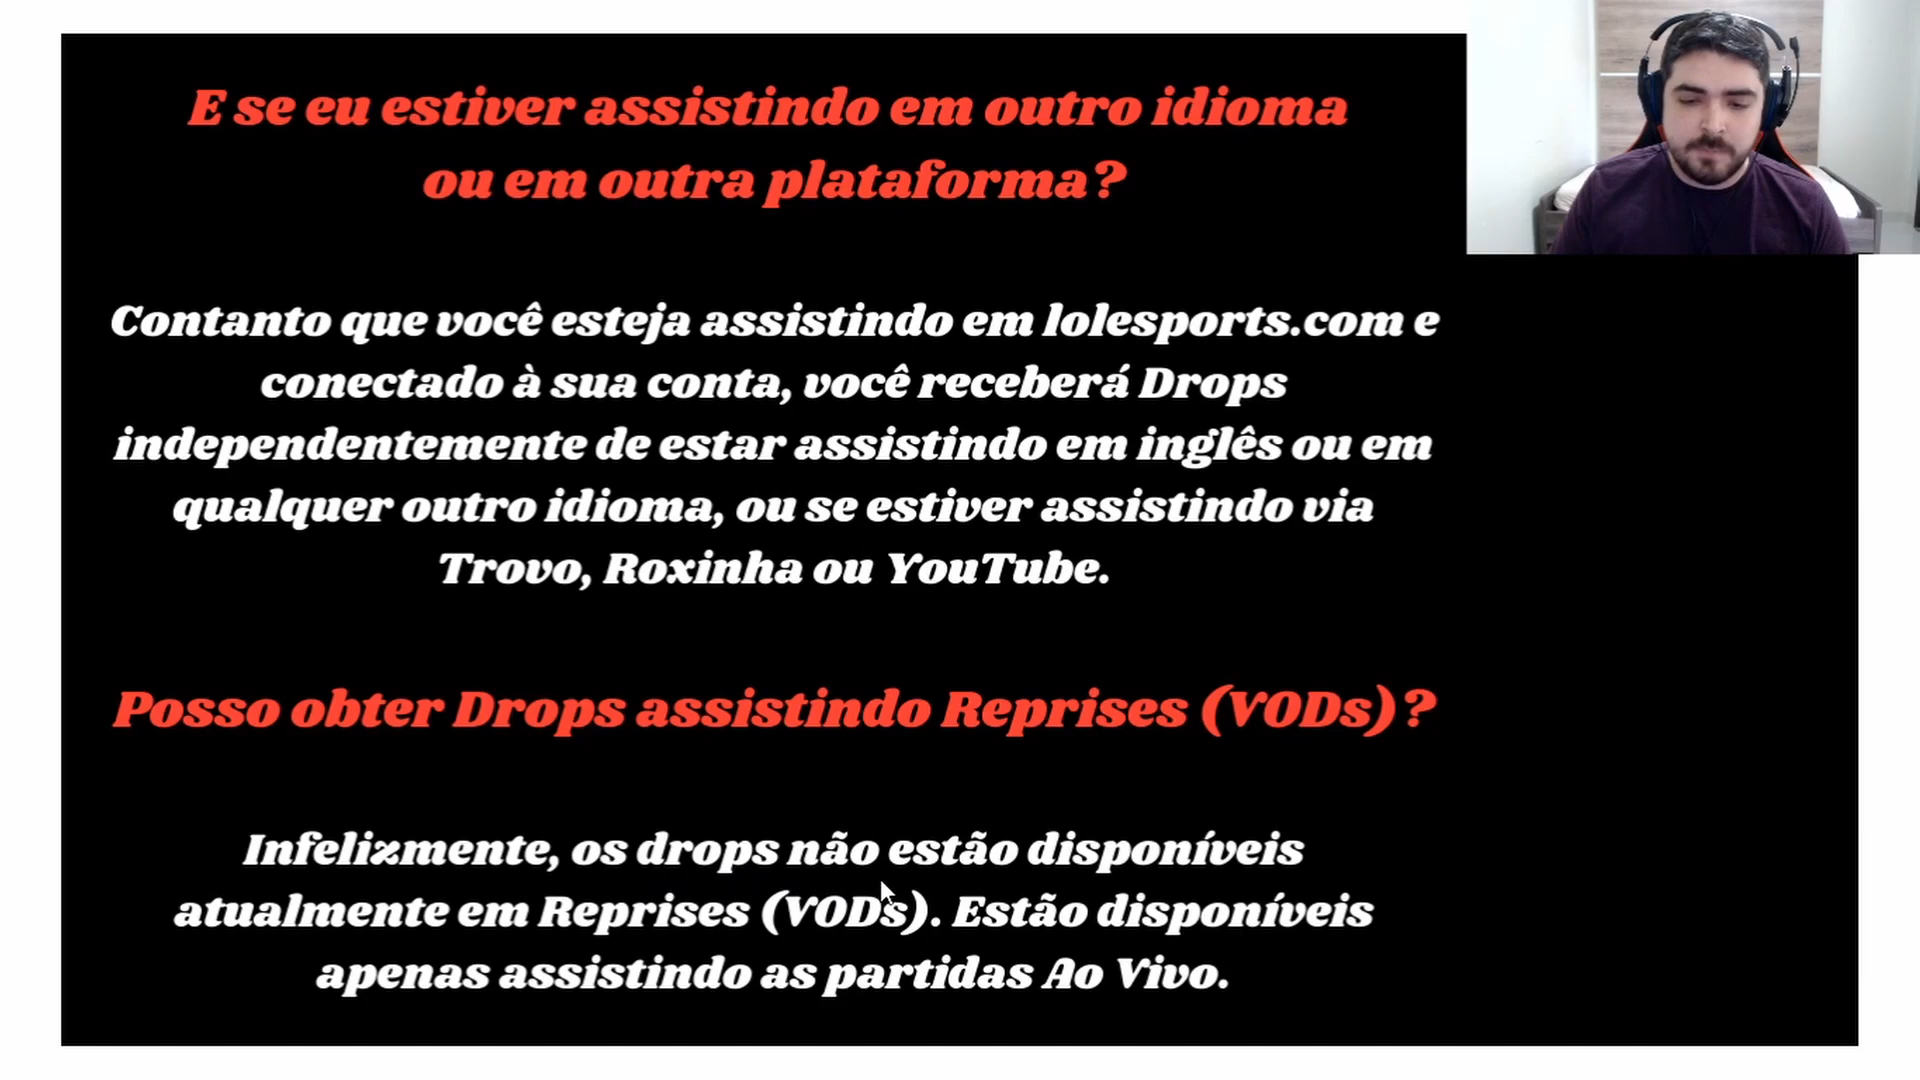 E se eu estiver assistindo em outro idioma
ou em outra plataforma?
Contanto que você esteja assistindo em lolesports.com e
conectado à sua conta, você receberá Drops
independentemente de estar assistindo em inglês ou em
qualquer outro idioma, ou se estiver assistindo via
Trovo, Roxinha ou YouTube.
Posso obter Drops assistindo Reprises (VODs)?
Infelizmente, os drops não estão disponíveis
atualmente em Reprises (VODs). Estão disponíveis
apenas assistindo as partidas Ao Vivo.